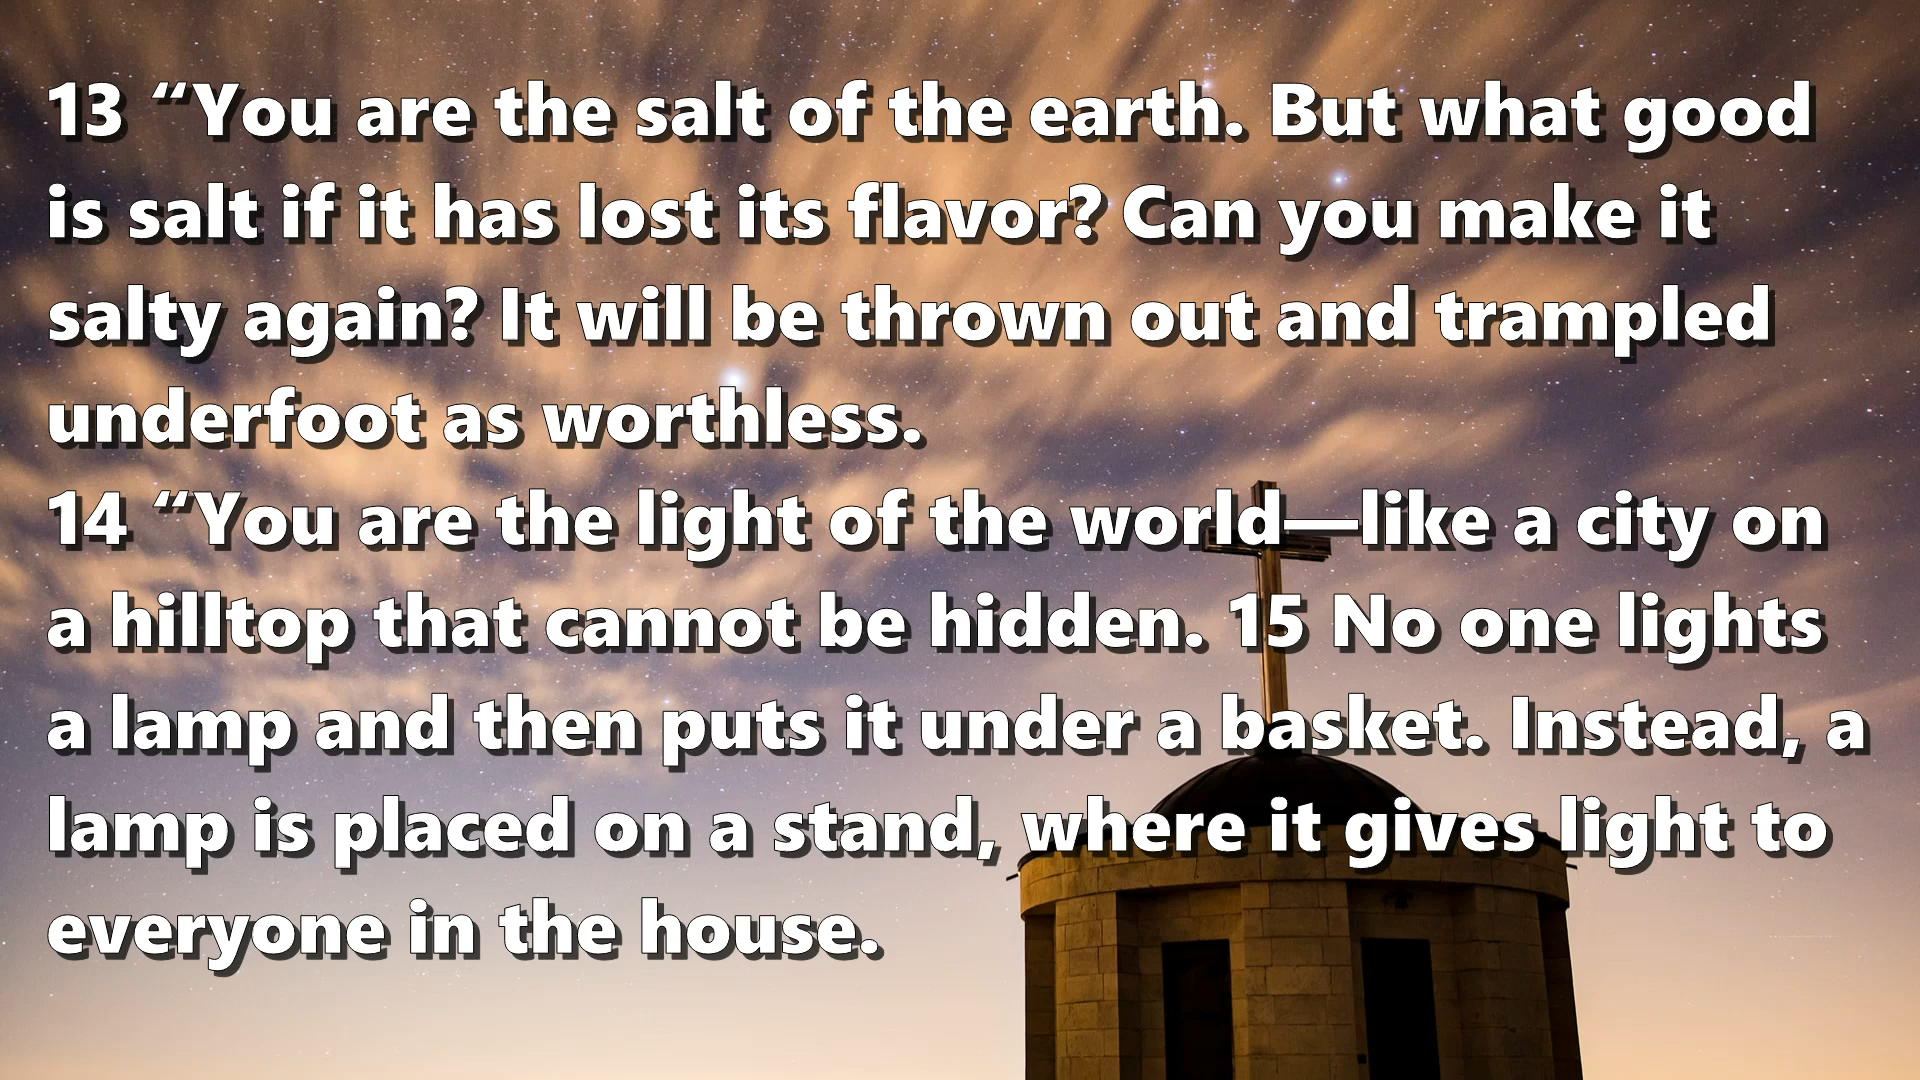 13 “You are the salt of the earth. But what good
is salt if it has lost its flavor? Can you make it
salty again? It will be thrown out and trampled
underfoot as worthless.
14 “You are the light of the world—like a city on
a hilltop that cannot be hidden. 15 No one lights
a lamp and then puts it under a basket. Instead, a
lamp is placed on a stand, where it gives light to
everyone in the house.